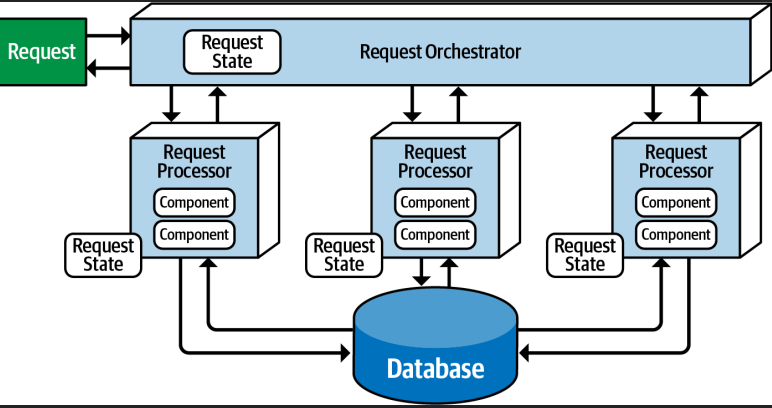 Request
Request
State
Request Orchestrator
Request
Processor
Component
Component
Request
State
Request
Processor
Component
Component
Request
State
Request
Processor
Component
Component
Request
State
Database